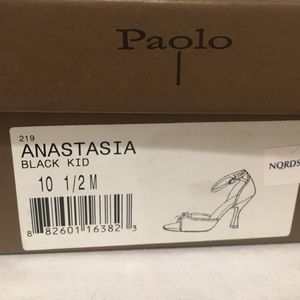 Paolo
219
ANASTASIA
BLACK KID
10 1/2 M
NORDS
8 82601 16382 3